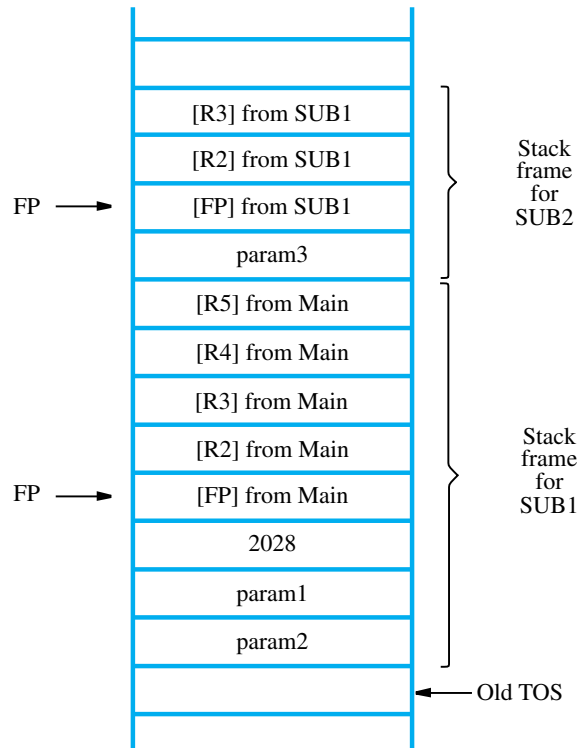 [R3] from SUB1
[R2] from SUB1
Stack
frame
for
SUB2
FP
[FP] from SUB1
param3
[R5] from Main
[R4] from Main
[R3] from Main
[R2] from Main
Stack
frame
for
SUB1
FP
[FP] from Main
2028
param1
param2
Old TOS